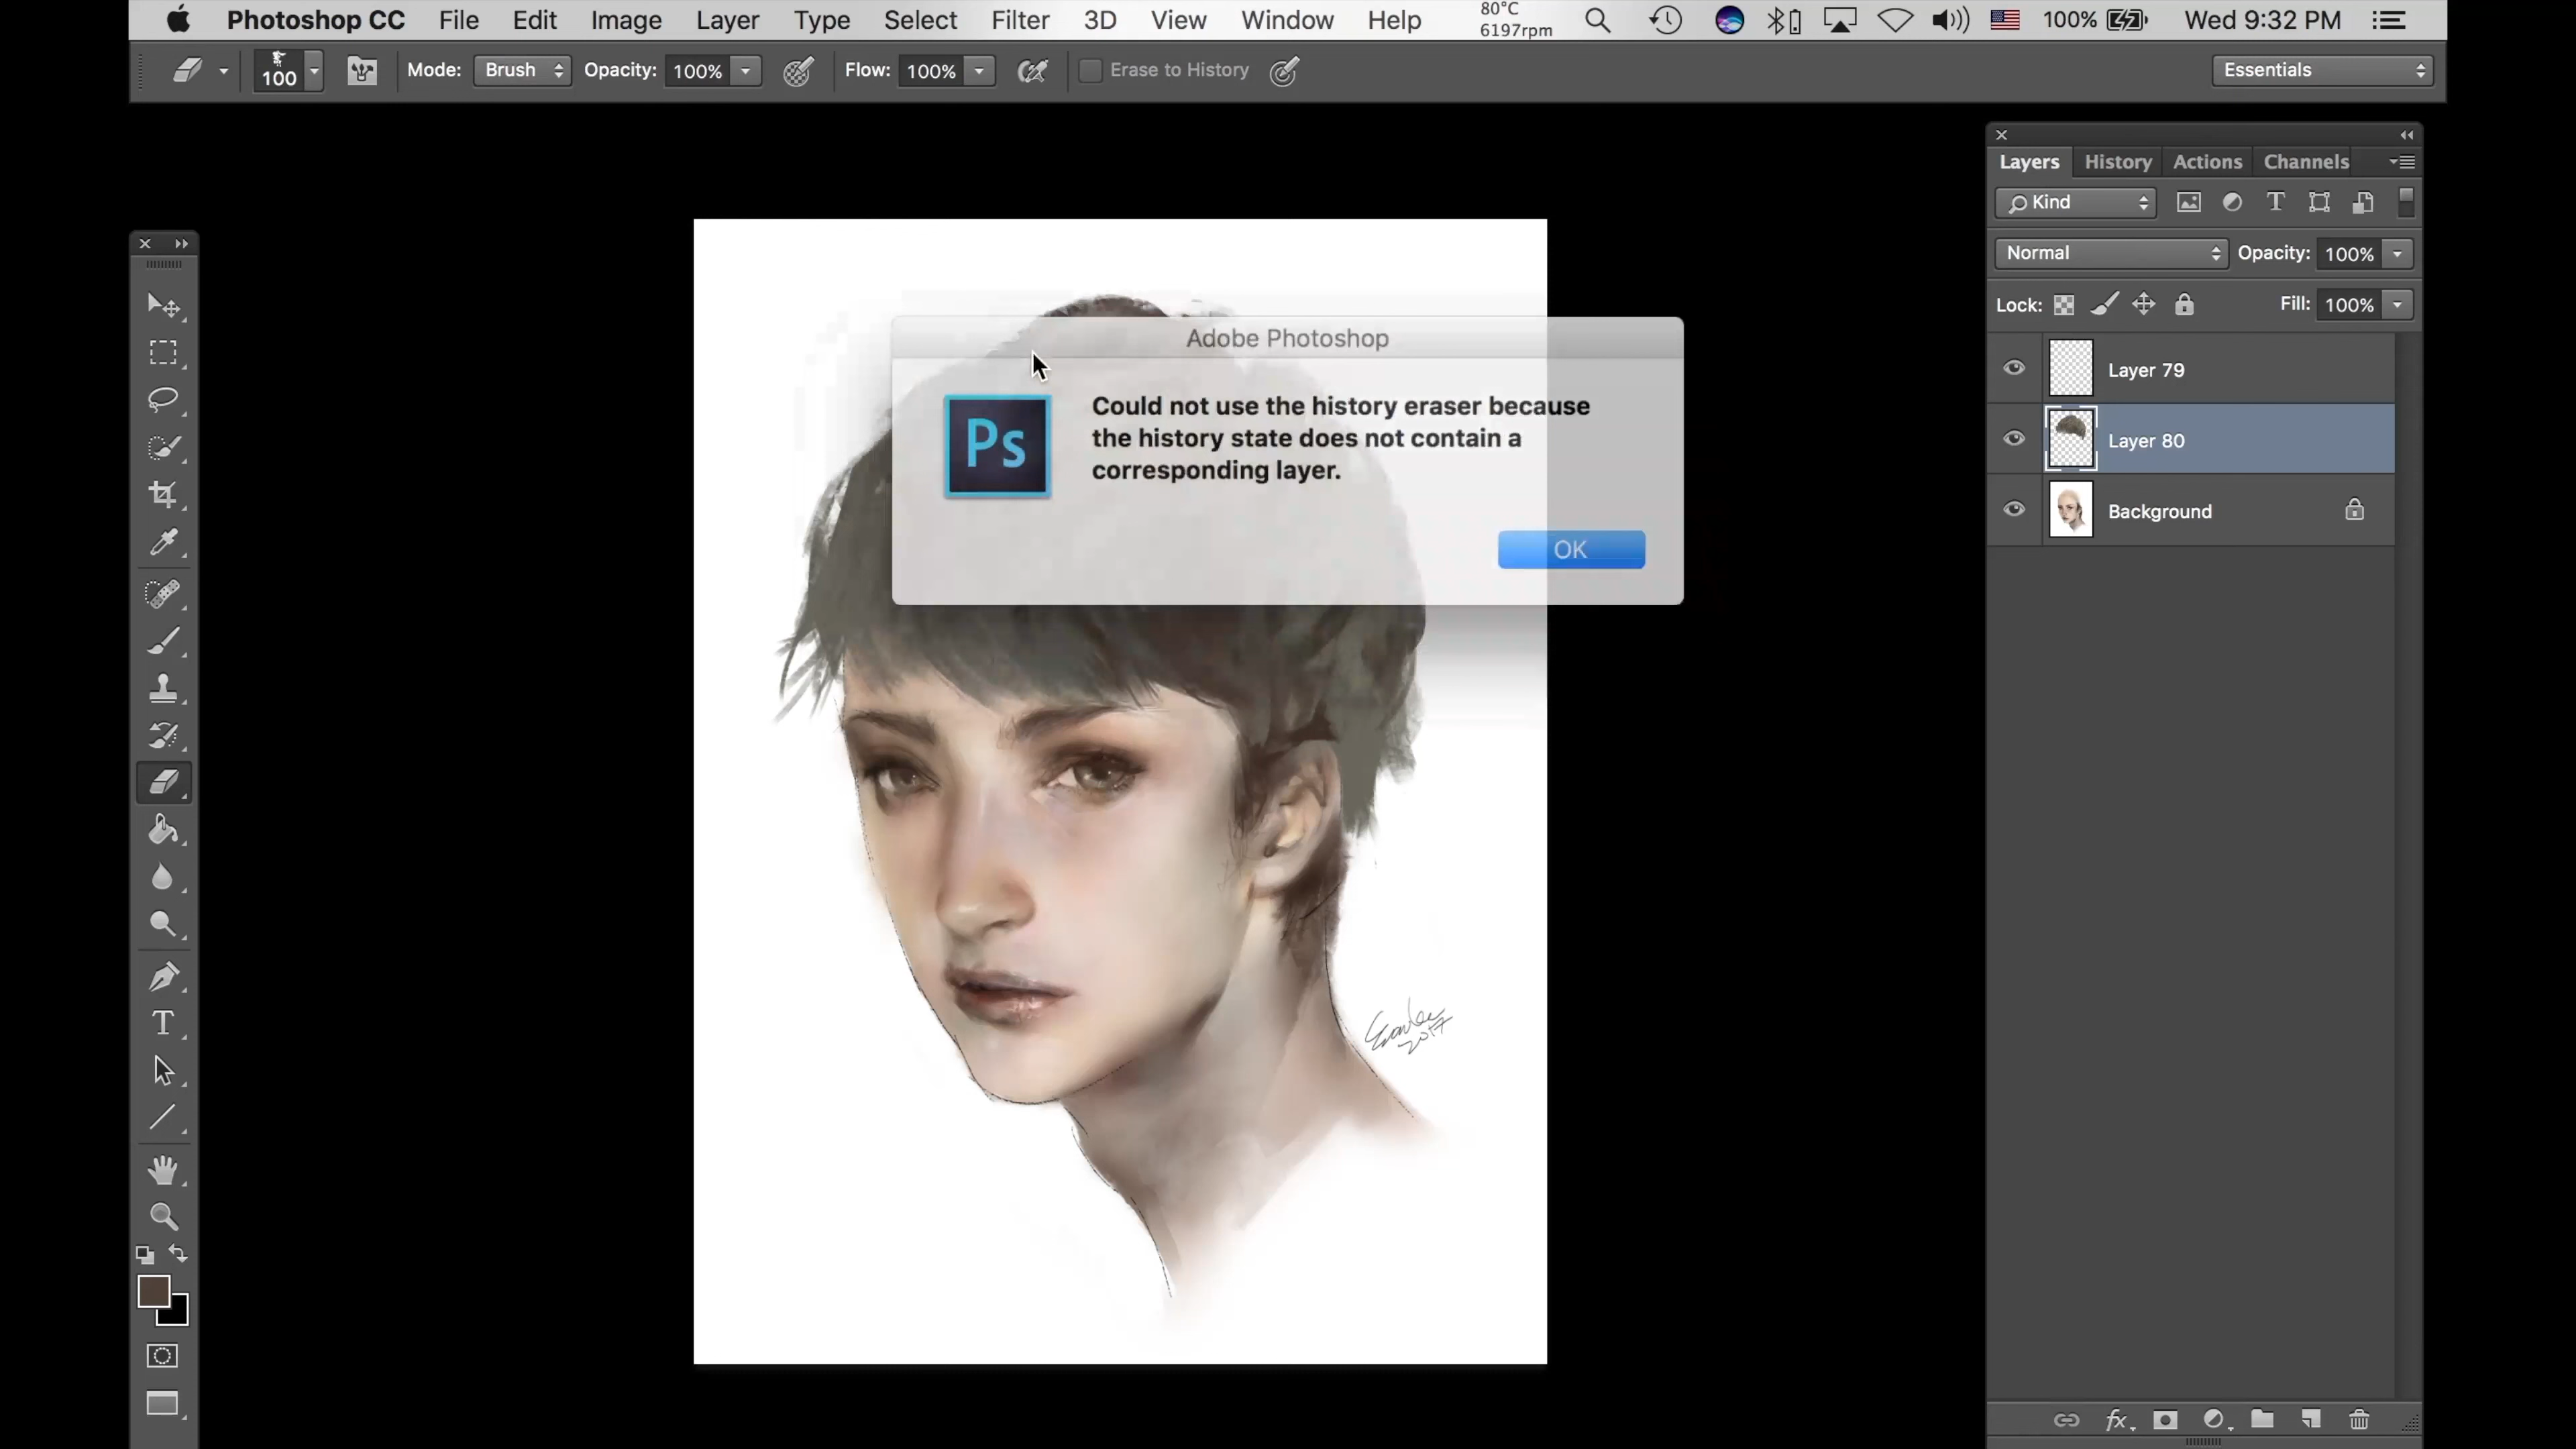 Photoshop CC File Edit Image Layer Type Select Filter 3D View Window Help 80°C 6197rpm 100% Wed 9:32 PM
100 Mode: Brush Opacity: 100% Flow: 100% Erase to History Essentials
Layers History Actions Channels
Kind
Normal Opacity: 100%
Lock: Fill: 100%
Layer 79
Layer 80
Background
Adobe Photoshop
Ps
Could not use the history eraser because
the history state does not contain a
corresponding layer.
OK
2017
T
fx